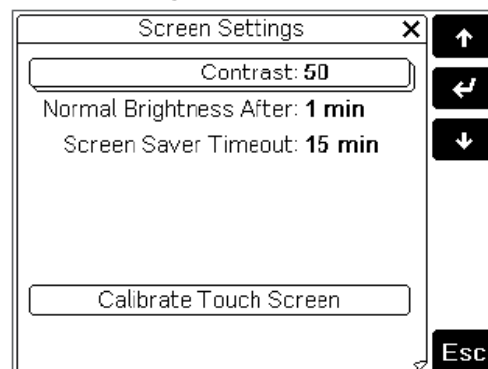 Screen Settings
Contrast: 50
Normal Brightness After: 1 min
Screen Saver Timeout: 15 min
Calibrate Touch Screen
Esc